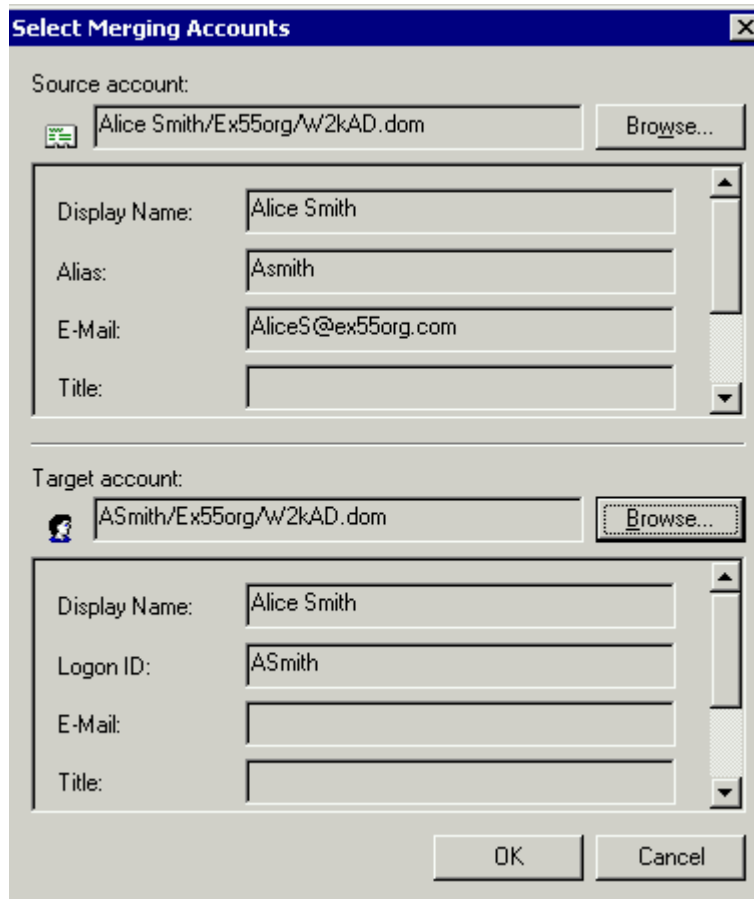 Select Merging Accounts
Source account:
Alice Smith/Ex55org/W2kAD.dom
Browse...
Display Name:
Alice Smith
Alias:
Asmith
E-Mail:
AliceS@ex55org.com
Title:
Target account:
ASmith/Ex55org/W2kAD.dom
Browse...
Display Name:
Alice Smith
Logon ID:
ASmith
E-Mail:
Title:
OK
Cancel